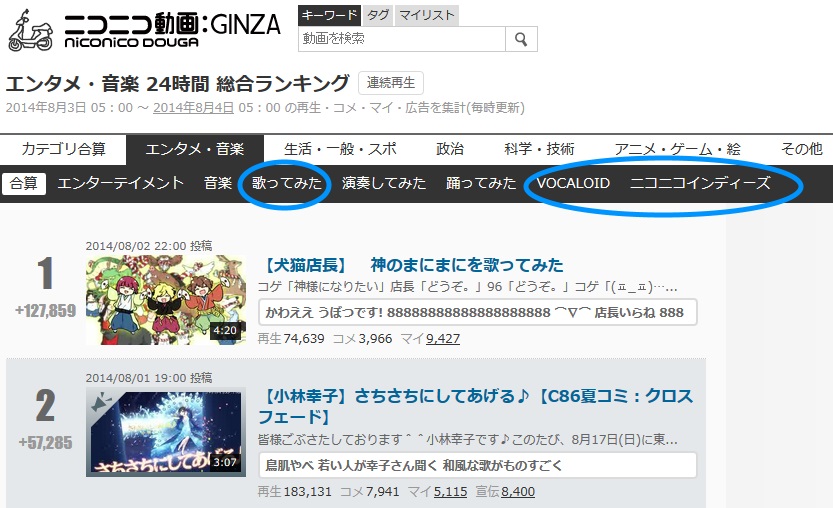 ニコニコ動画:GINZA
niconico DOUGA
キーワード タグ マイリスト
動画を検索
エンタメ・音楽 24時間 総合ランキング 連続再生
2014年8月3日 05:00 ～ 2014年8月4日 05:00 の再生・コメ・マイ・広告を集計(毎時更新)
カテゴリ合算 エンタメ・音楽 生活・一般・スポ 政治 科学・技術 アニメ・ゲーム・絵 その他
合算 エンターテイメント 音楽 歌ってみた 演奏してみた 踊ってみた VOCALOID ニコニコインディーズ
2014/08/02 22:00 投稿
1
+127,859
4:20
【犬猫店長】　神のまにまにを歌ってみた
コゲ「神様になりたい」店長「どうぞ。」96「どうぞ。」コゲ「(ﾕ_ﾕ)…...
かわええ うぽつです! 88888888888888888888 ⌒∇⌒ 店長いらね 888
再生 74,639 コメ 3,966 マイ 9,427
2014/08/01 19:00 投稿
2
+57,285
さちさちにしてあげる♪
3:07
【小林幸子】さちさちにしてあげる♪【C86夏コミ：クロス
フェード】
皆様ごぶさたしております＾＾小林幸子です♪このたび、8月17日(日)に東...
鳥肌やべ 若い人が幸子さん聞く 和風な歌がものすごく
再生 183,131 コメ 7,941 マイ 5,115 宣伝 8,400